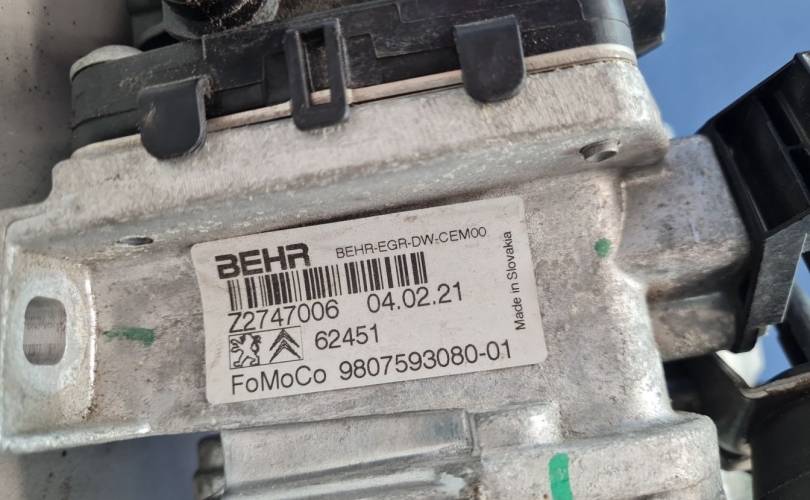 BEHR BEHR-EGR-DW-CEM00
Z2747006 04.02.21
62451
FoMoCo 9807593080-01
Made in Slovakia